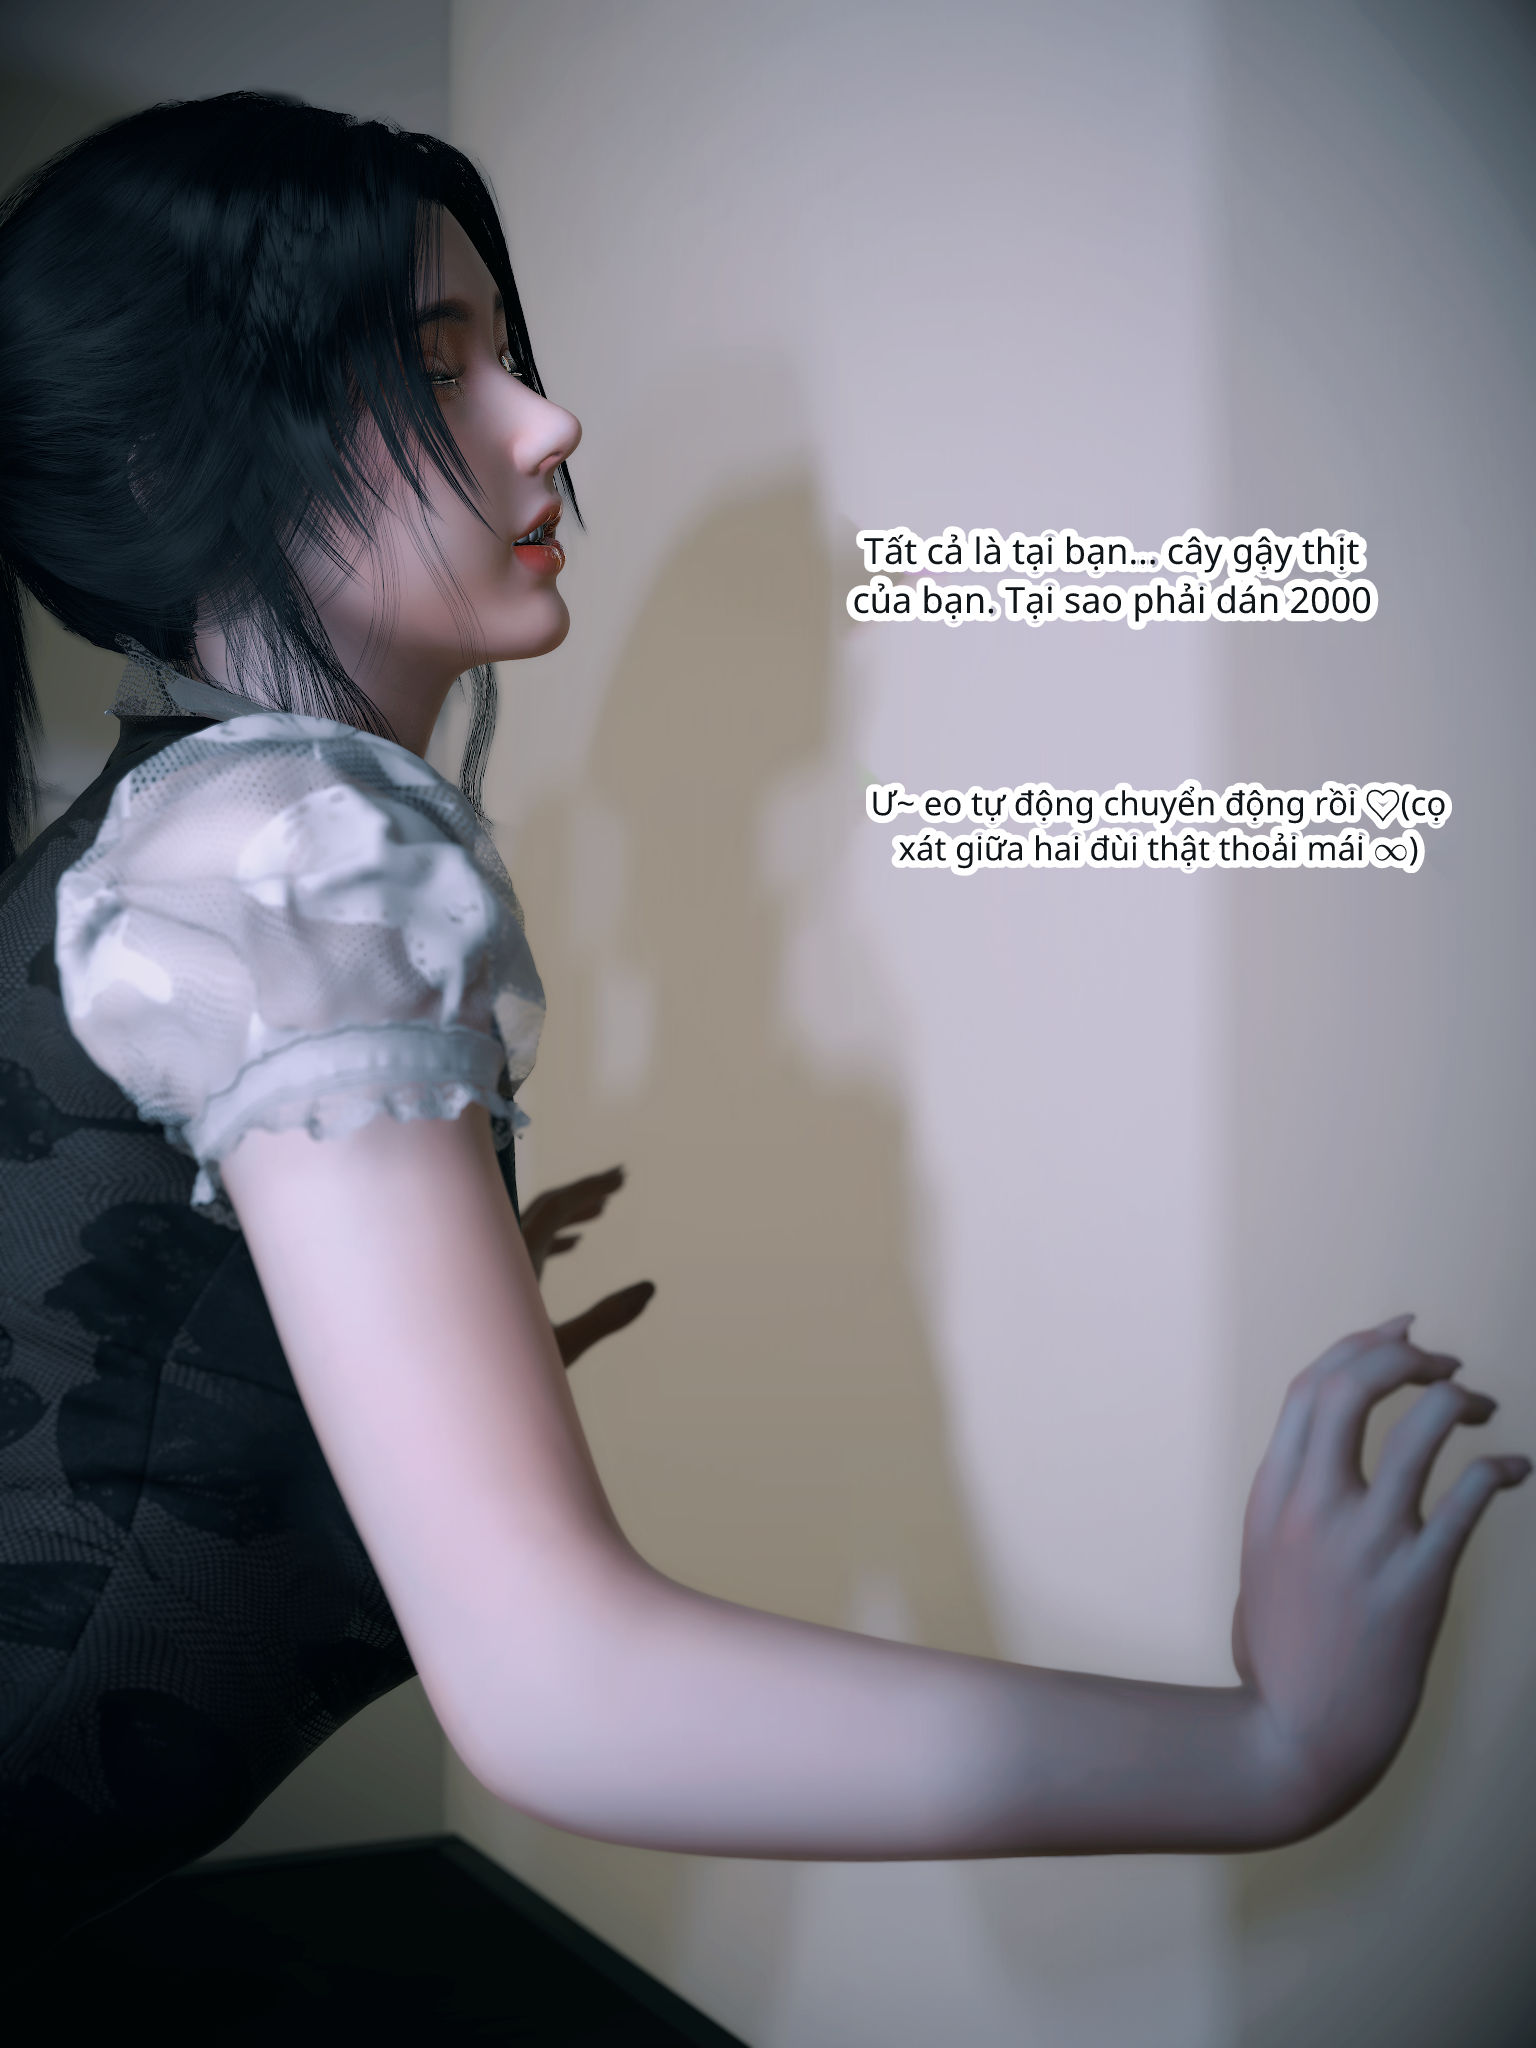 Tất cả là tại bạn... cây gậy thịt
của bạn. Tại sao phải dán 2000
Ư~ eo tự động chuyển động rồi ♡(cọ
xát giữa hai đùi thật thoải mái ∞)